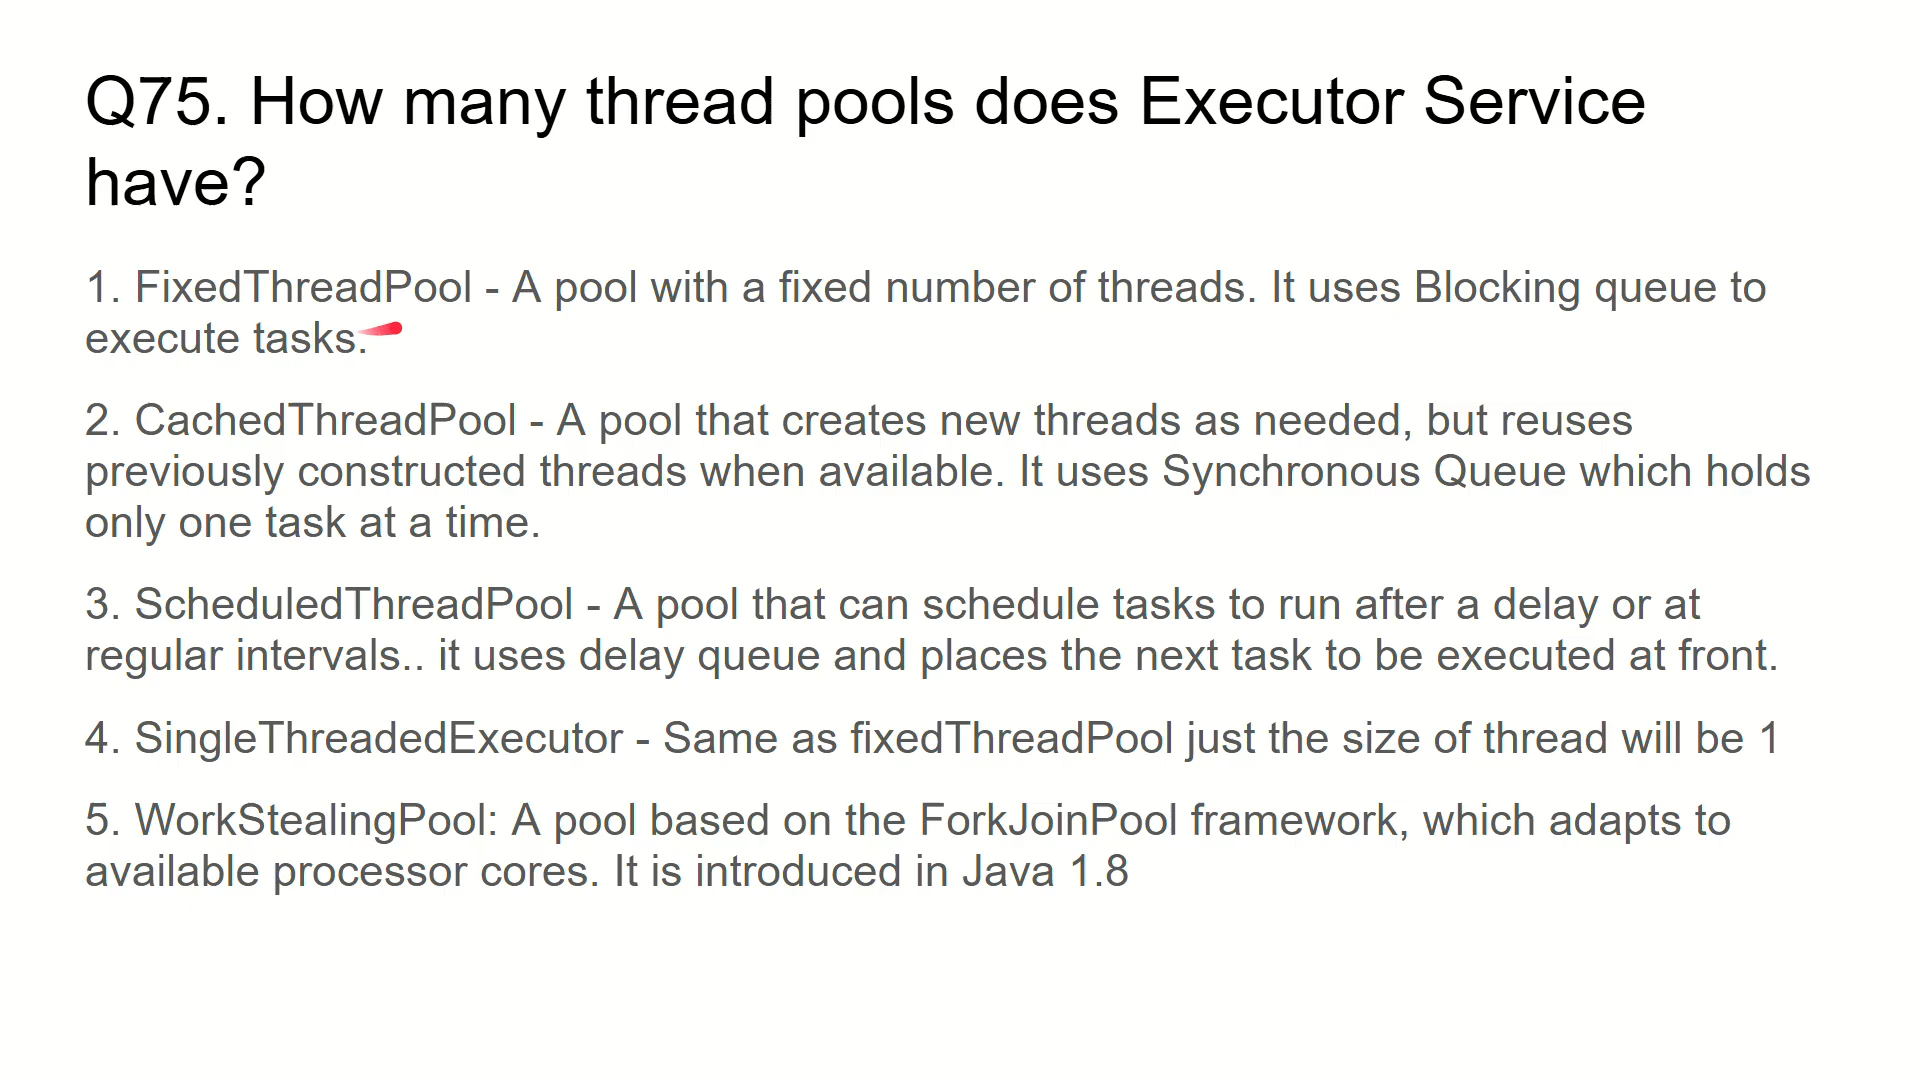 Q75. How many thread pools does Executor Service
have?
1. FixedThreadPool - A pool with a fixed number of threads. It uses Blocking queue to
execute tasks.
2. CachedThreadPool - A pool that creates new threads as needed, but reuses
previously constructed threads when available. It uses Synchronous Queue which holds
only one task at a time.
3. ScheduledThreadPool - A pool that can schedule tasks to run after a delay or at
regular intervals.. it uses delay queue and places the next task to be executed at front.
4. SingleThreadedExecutor - Same as fixedThreadPool just the size of thread will be 1
5. WorkStealingPool: A pool based on the ForkJoinPool framework, which adapts to
available processor cores. It is introduced in Java 1.8